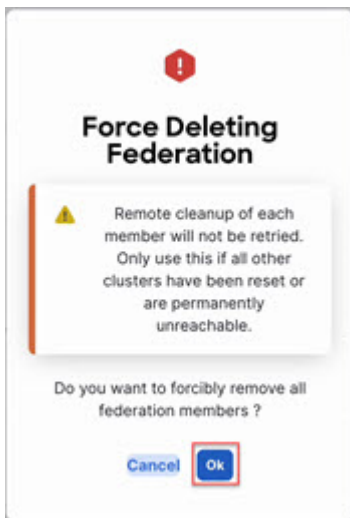 Force Deleting
Federation
Remote cleanup of each
member will not be retried.
Only use this if all other
clusters have been reset or
are permanently
unreachable.
Do you want to forcibly remove all
federation members ?
Cancel Ok